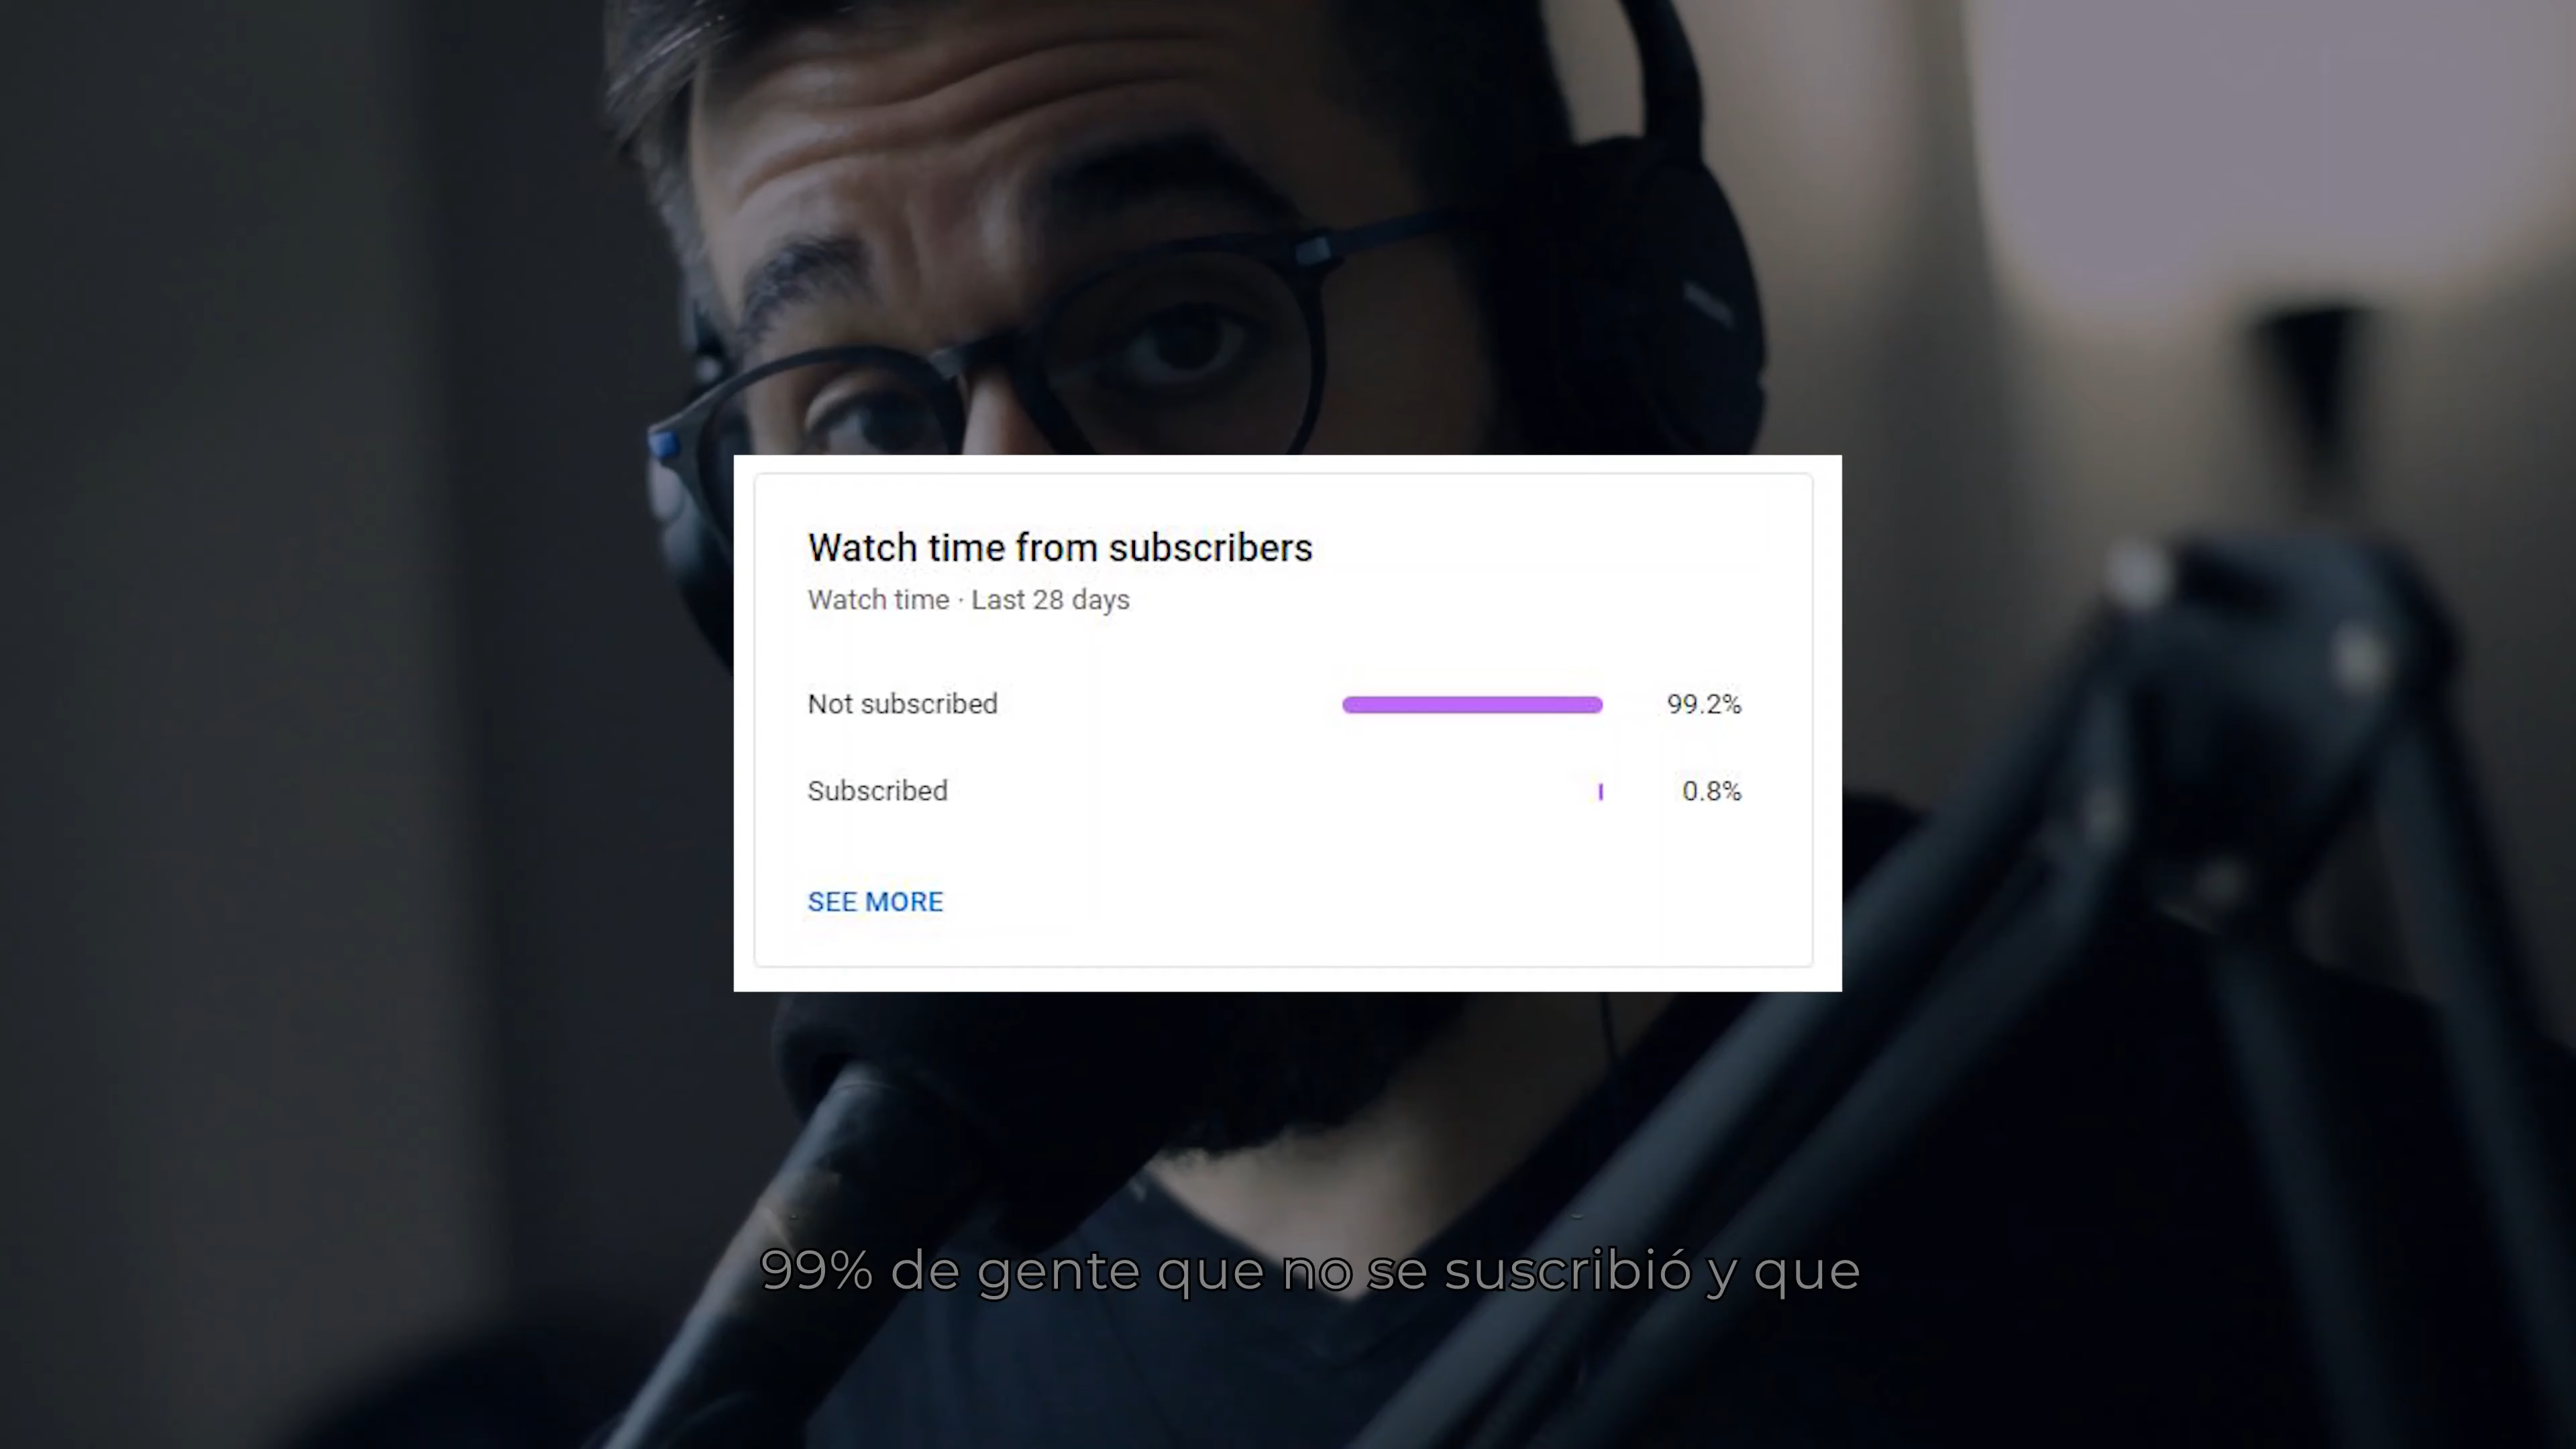 Watch time from subscribers
Watch time · Last 28 days
Not subscribed 99.2%
Subscribed 0.8%
SEE MORE
99% de gente que no se suscribió y que